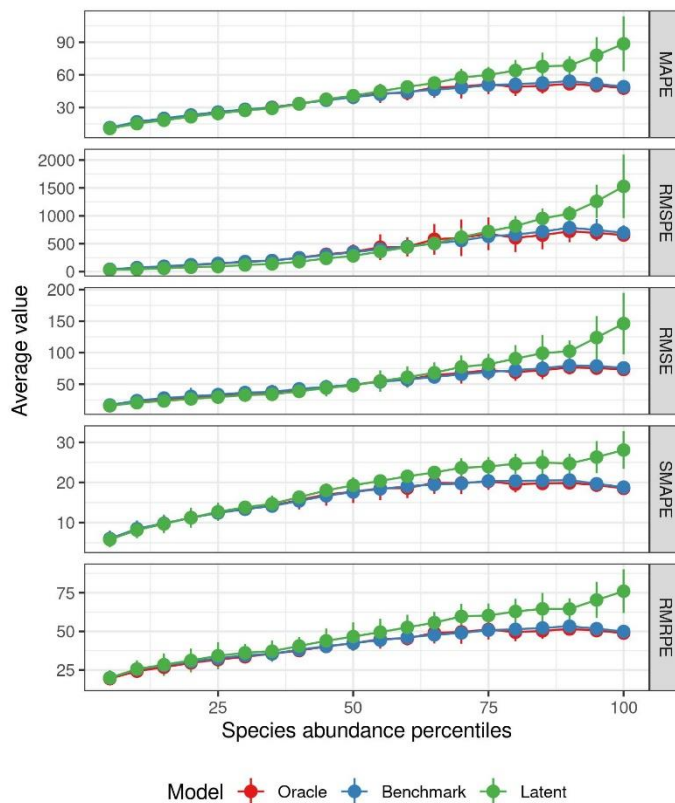 90
60
30
MAPE
2000
1500
1000
500
0
RMSPE
200
150
100
50
RMSE
Average value
30
20
10
SMAPE
75
50
25
RMRPE
25 50 75 100
Species abundance percentiles
Model Oracle Benchmark Latent